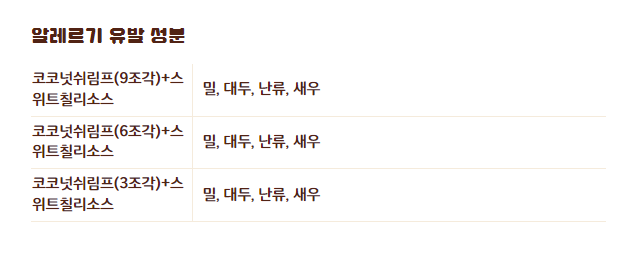 알레르기 유발 성분
코코넛쉬림프(9조각)+스
위트칠리소스
밀, 대두, 난류, 새우
코코넛쉬림프(6조각)+스
위트칠리소스
밀, 대두, 난류, 새우
코코넛쉬림프(3조각)+스
위트칠리소스
밀, 대두, 난류, 새우